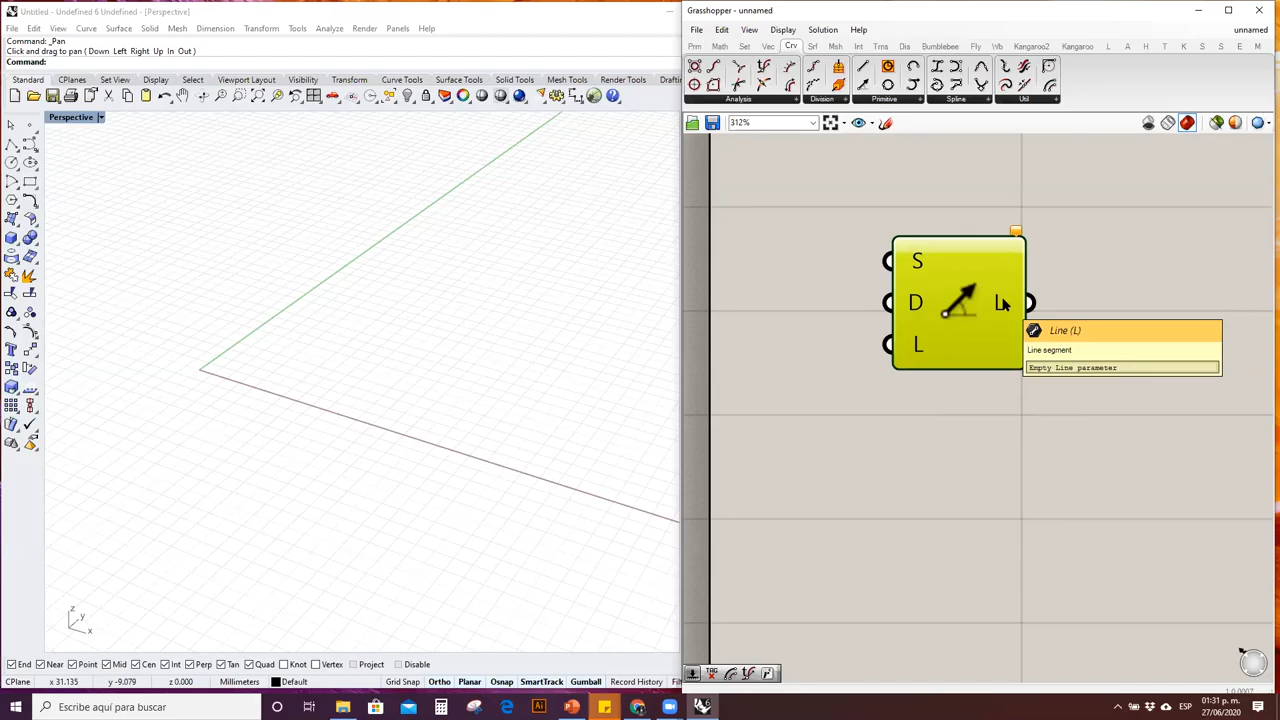 Untitled - Undefined 6 Undefined - [Perspective]
File Edit View Curve Surface Solid Mesh Dimension Transform Tools Analyze Render Panels Help
Command: _Pan
Click and drag to pan ( Down Left Right Up In Out )
Command:
Standard CPlanes Set View Display Select Viewport Layout Visibility Transform Curve Tools Surface Tools Solid Tools Mesh Tools Render Tools Draftin
Perspective
z
y
x
End Near Point Mid Cen Int Perp Tan Quad Knot Vertex Project Disable
CPlane x 31.135 y -9.079 z 0.000 Millimeters Default Grid Snap Ortho Planar Osnap SmartTrack Gumball Record History Filt
Grasshopper - unnamed
File Edit View Display Solution Help unnamed
Prm Math Set Vec Crv Srf Msh Int Trns Dis Bumblebee Fly Wb Kangaroo2 Kangaroo L A H T K S E M
Analysis Division Primitive Spline Util
312%
S
D L
L
Line (L)
Line segment
Empty Line parameter
1.0.0007
Escribe aquí para buscar
ESP
01:31 p. m.
27/06/2020